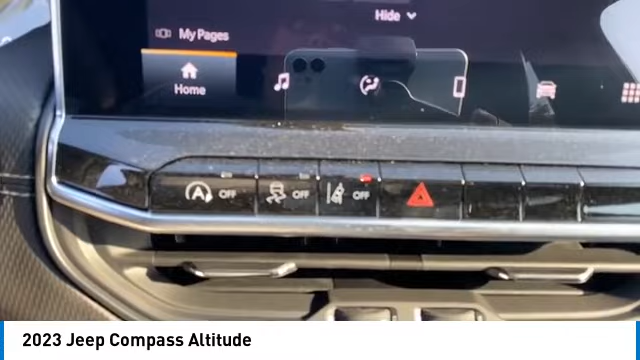 Hide
My Pages
Home
A OFF
OFF
OFF
2023 Jeep Compass Altitude